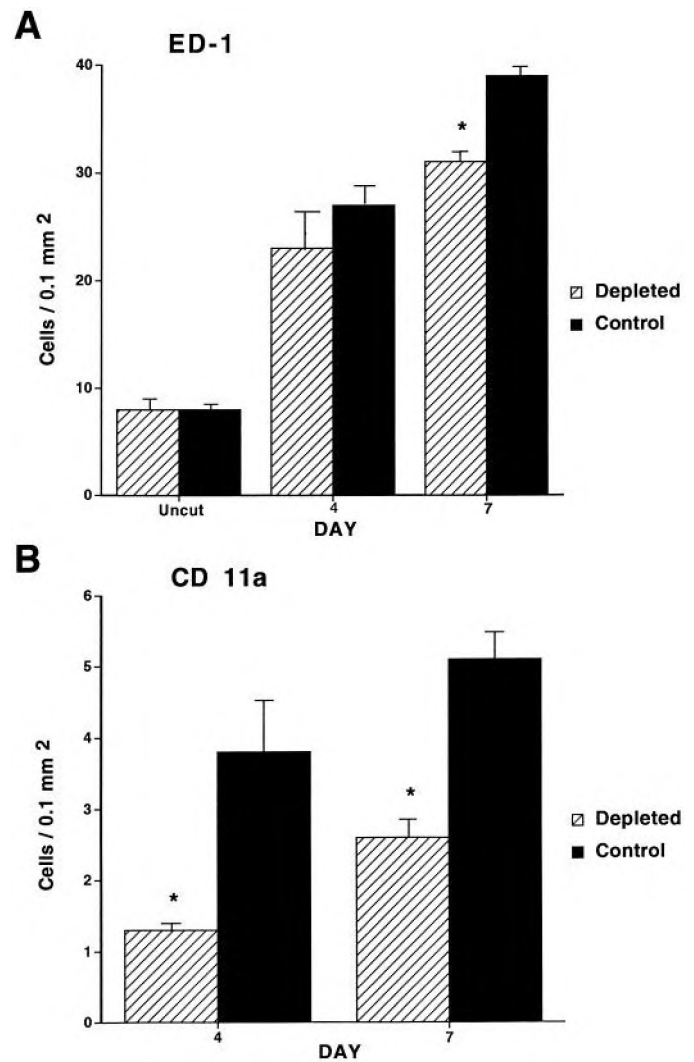 A
ED-1
40
30
20
10
0
Cells / 0.1 mm 2
*
Depleted
Control
Uncut 4 7
DAY
B
CD 11a
6
5
4
3
2
1
0
Cells / 0.1 mm 2
*
*
Depleted
Control
4 7
DAY